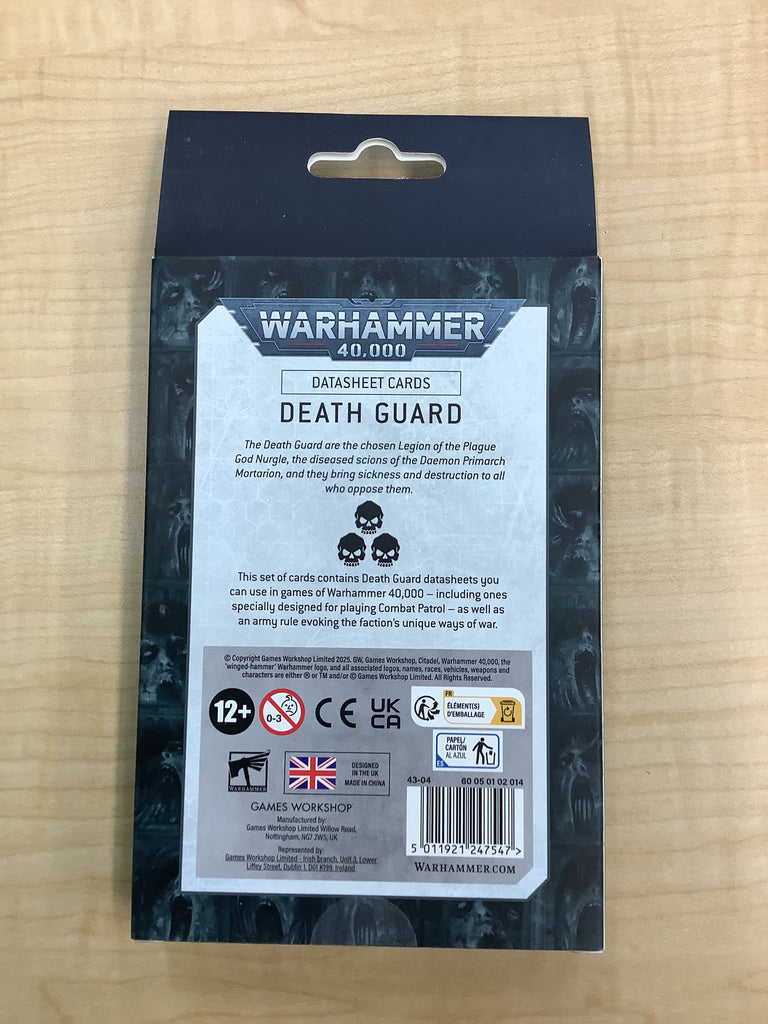 WARHAMMER
40,000
DATASHEET CARDS
DEATH GUARD
The Death Guard are the chosen Legion of the Plague
God Nurgle, the diseased scions of the Daemon Primarch
Mortarion, and they bring sickness and destruction to all
who oppose them.
This set of cards contains Death Guard datasheets you
can use in games of Warhammer 40,000 – including ones
specially designed for playing Combat Patrol – as well as
an army rule evoking the faction's unique ways of war.
© Copyright Games Workshop Limited 2025. GW, Games Workshop, Citadel, Warhammer 40,000, the
'winged-hammer' Warhammer logo, and all associated logos, names, races, vehicles, weapons and
characters are either ® or TM and/or © Games Workshop Limited. All Rights Reserved.
12+
0-3
CE
UK
CA
FR
ÉLÉMENT(S)
D'EMBALLAGE
PAPEL/
CARTÓN
AL AZUL
ES
WARHAMMER
DESIGNED
IN THE UK
MADE IN CHINA
43-04 60 05 01 02 014
GAMES WORKSHOP
Manufactured by:
Games Workshop Limited Willow Road,
Nottingham, NG7 2WS, UK
Represented by:
Games Workshop Limited - Irish branch, Unit 3, Lower
Liffey Street, Dublin 1, D01 K199, Ireland
5 011921 247547 >
WARHAMMER.COM